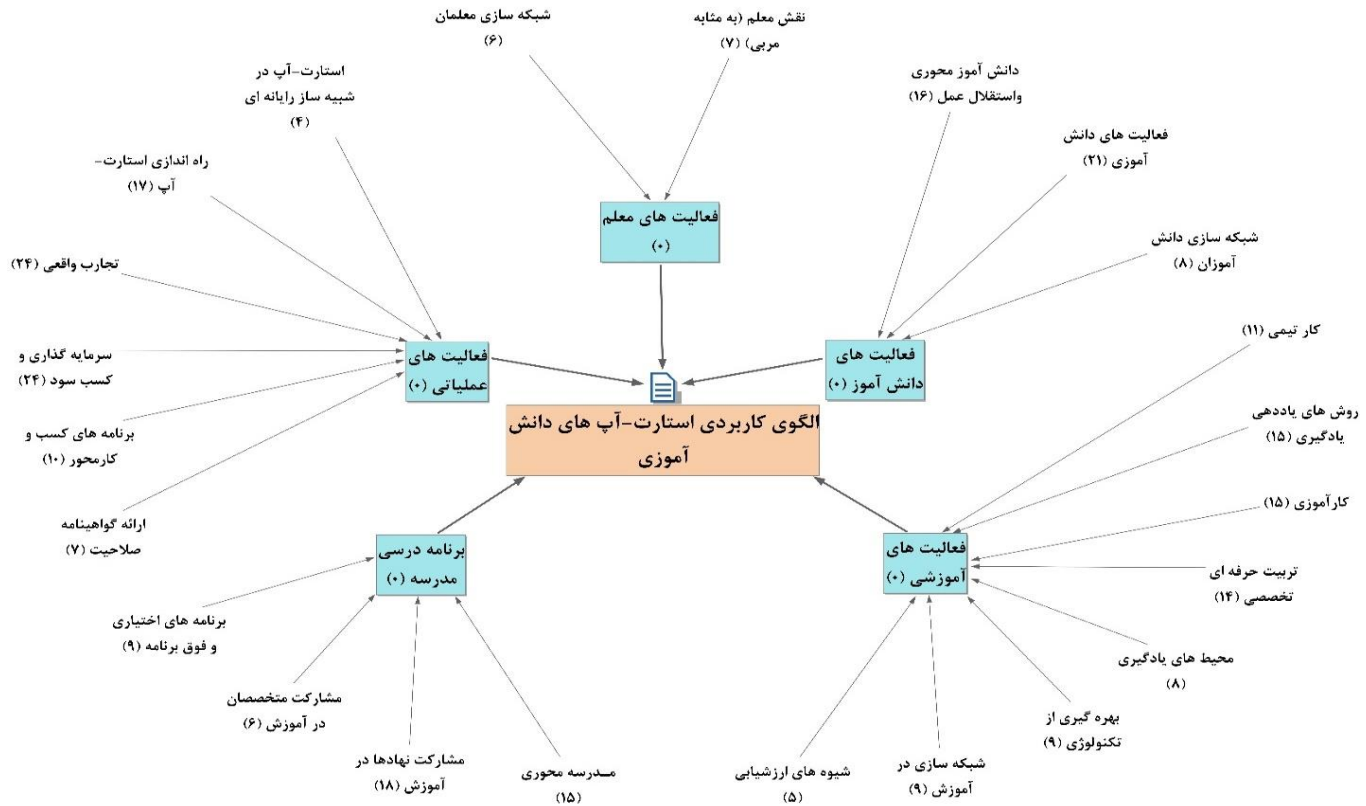 شبکه سازی معلمان
(۶)
نقش معلم (به مثابه
مربی) (۷)
استارت-آپ در
شبیه ساز رایانه ای
(۴)
دانش آموز محوری
واستقلال عمل (۱۶)
راه اندازی استارت-
آپ (۱۷)
فعالیت های دانش
آموزی (۲۱)
فعالیت های معلم
(۰)
تجارب واقعی (۲۴)
شبکه سازی دانش
آموزان (۸)
سرمایه گذاری و
کسب سود (۲۴)
فعالیت های
عملیاتی (۰)
فعالیت های
دانش آموز (۰)
کار تیمی (۱۱)
الگوی کاربردی استارت-آپ های دانش
آموزی
برنامه های کسب و
کارمحور (۱۰)
روش های یاددهی
یادگیری (۱۵)
ارائه گواهینامه
صلاحیت (۷)
کارآموزی (۱۵)
برنامه درسی
مدرسه (۰)
فعالیت های
آموزشی (۰)
تربیت حرفه ای
تخصصی (۱۴)
برنامه های اختیاری
و فوق برنامه (۹)
محیط های یادگیری
(۸)
مشارکت متخصصان
در آموزش (۶)
بهره گیری از
تکنولوژی (۹)
مشارکت نهادها در
آموزش (۱۸)
مـدرسه محوری
(۱۵)
شیوه های ارزشیابی
(۵)
شبکه سازی در
آموزش (۹)